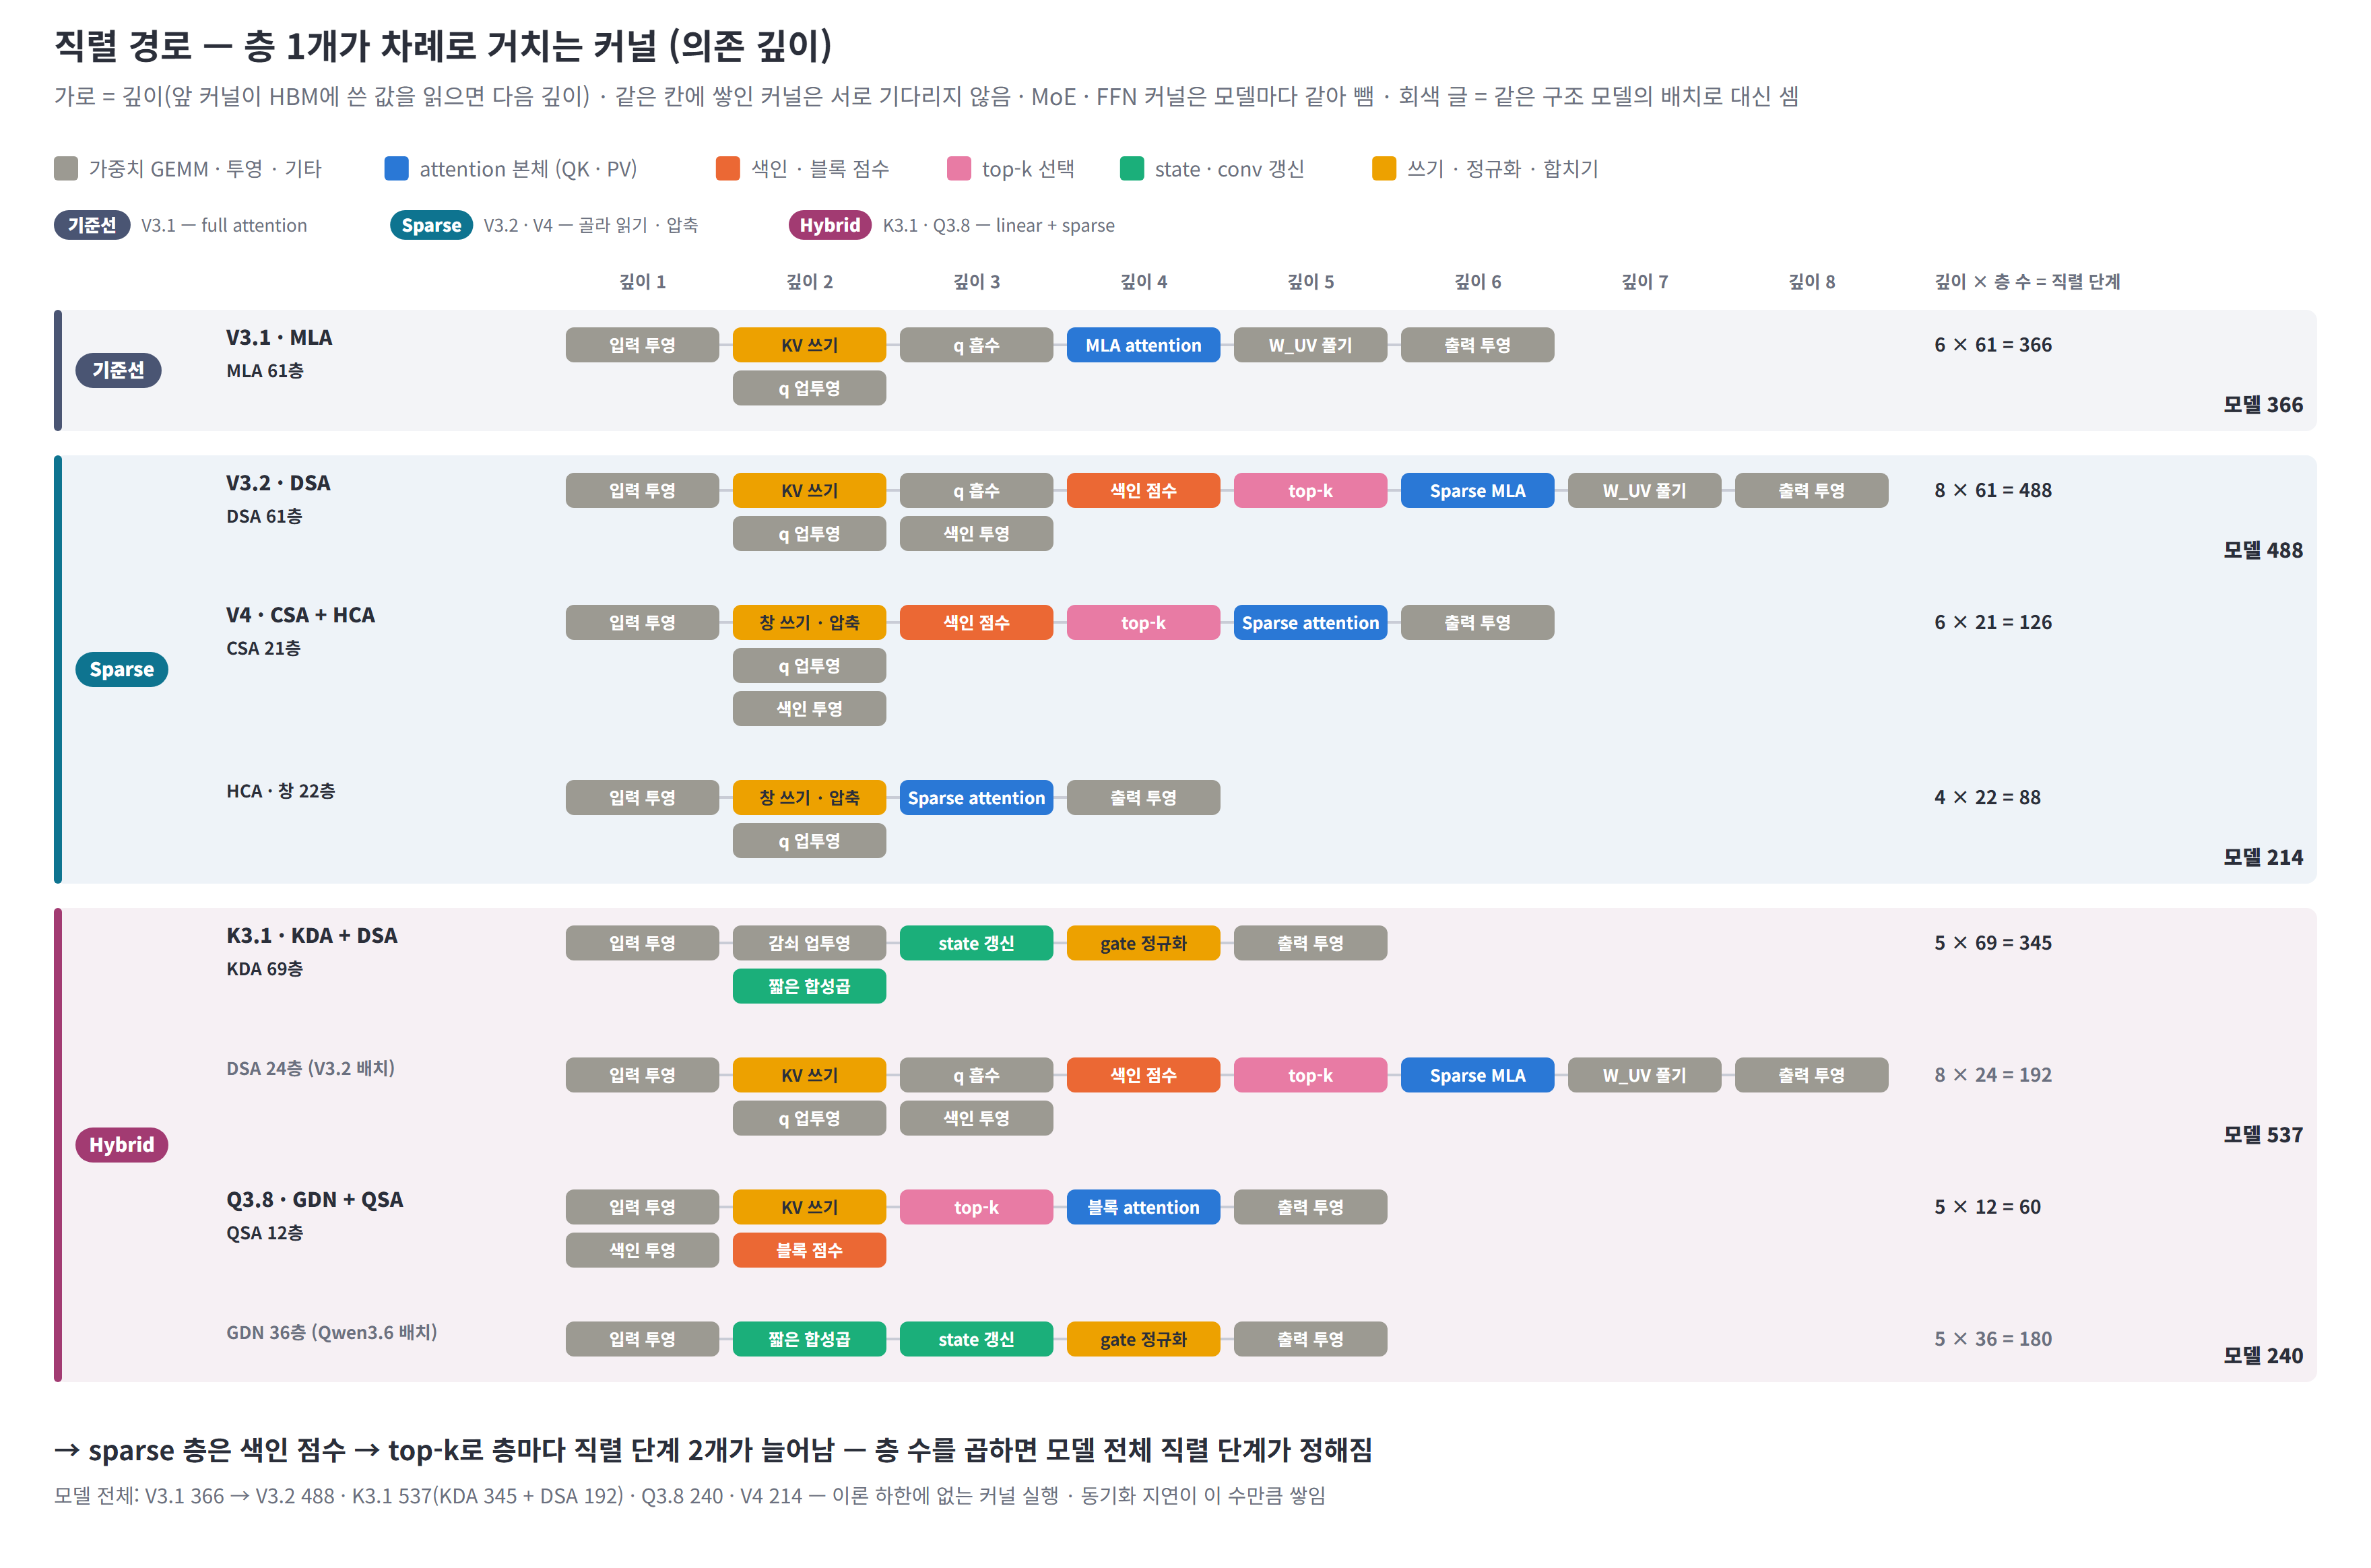 직렬 경로 — 층 1개가 차례로 거치는 커널 (의존 깊이)
가로 = 깊이(앞 커널이 HBM에 쓴 값을 읽으면 다음 깊이) · 같은 칸에 쌓인 커널은 서로 기다리지 않음 · MoE · FFN 커널은 모델마다 같아 뺌 · 회색 글 = 같은 구조 모델의 배치로 대신 셈
가중치 GEMM · 투영 · 기타 attention 본체 (QK · PV) 색인 · 블록 점수 top-k 선택 state · conv 갱신 쓰기 · 정규화 · 합치기
기준선 V3.1 — full attention Sparse V3.2 · V4 — 골라 읽기 · 압축 Hybrid K3.1 · Q3.8 — linear + sparse
깊이 1 깊이 2 깊이 3 깊이 4 깊이 5 깊이 6 깊이 7 깊이 8 깊이 × 층 수 = 직렬 단계
기준선
V3.1 · MLA
MLA 61층
입력 투영 KV 쓰기 q 흡수 MLA attention W_UV 풀기 출력 투영 6 × 61 = 366
q 업투영
모델 366
Sparse
V3.2 · DSA
DSA 61층
입력 투영 KV 쓰기 q 흡수 색인 점수 top-k Sparse MLA W_UV 풀기 출력 투영 8 × 61 = 488
q 업투영 색인 투영
모델 488
V4 · CSA + HCA
CSA 21층
입력 투영 창 쓰기 · 압축 색인 점수 top-k Sparse attention 출력 투영 6 × 21 = 126
q 업투영
색인 투영
HCA · 창 22층
입력 투영 창 쓰기 · 압축 Sparse attention 출력 투영 4 × 22 = 88
q 업투영
모델 214
Hybrid
K3.1 · KDA + DSA
KDA 69층
입력 투영 감쇠 업투영 state 갱신 gate 정규화 출력 투영 5 × 69 = 345
짧은 합성곱
DSA 24층 (V3.2 배치)
입력 투영 KV 쓰기 q 흡수 색인 점수 top-k Sparse MLA W_UV 풀기 출력 투영 8 × 24 = 192
q 업투영 색인 투영
모델 537
Q3.8 · GDN + QSA
QSA 12층
입력 투영 KV 쓰기 top-k 블록 attention 출력 투영 5 × 12 = 60
색인 투영 블록 점수
GDN 36층 (Qwen3.6 배치)
입력 투영 짧은 합성곱 state 갱신 gate 정규화 출력 투영 5 × 36 = 180
모델 240
→ sparse 층은 색인 점수 → top-k로 층마다 직렬 단계 2개가 늘어남 — 층 수를 곱하면 모델 전체 직렬 단계가 정해짐
모델 전체: V3.1 366 → V3.2 488 · K3.1 537(KDA 345 + DSA 192) · Q3.8 240 · V4 214 — 이론 하한에 없는 커널 실행 · 동기화 지연이 이 수만큼 쌓임